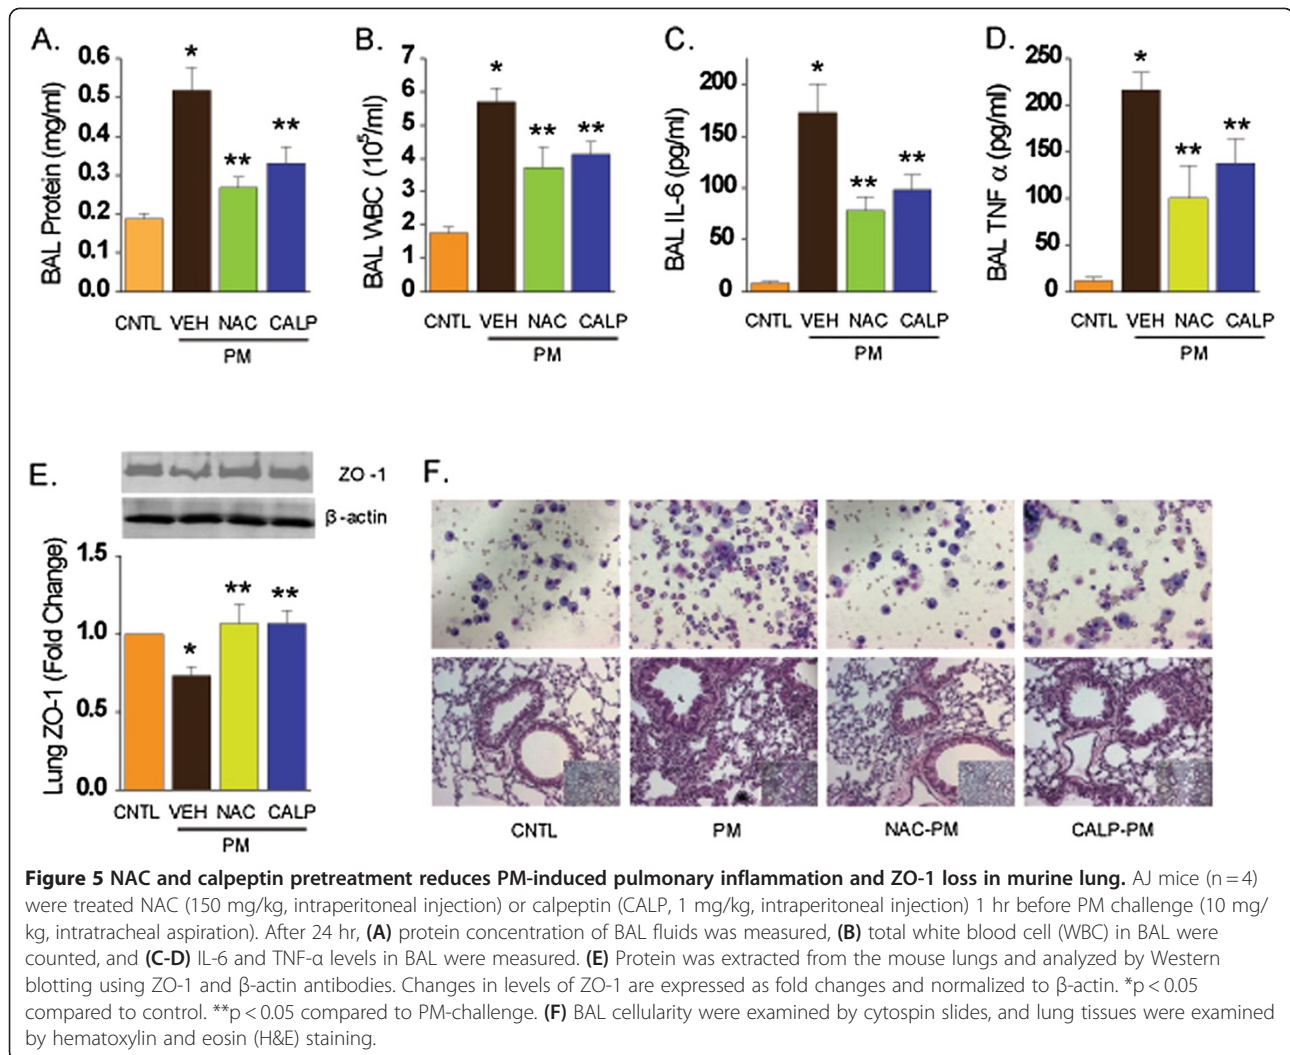 A.
BAL Protein (mg/ml)
0.6
0.5
0.4
0.3
0.2
0.1
0.0
*
**
**
CNTL VEH NAC CALP
PM
B.
BAL WBC (10⁵/ml)
7
6
5
4
3
2
1
0
*
**
**
CNTL VEH NAC CALP
PM
C.
BAL IL-6 (pg/ml)
200
150
100
50
0
*
**
**
CNTL VEH NAC CALP
PM
D.
BAL TNF α (pg/ml)
250
200
150
100
50
0
*
**
**
CNTL VEH NAC CALP
PM
E.
ZO -1
β -actin
Lung ZO-1 (Fold Change)
1.5
1.0
0.5
0.0
*
**
**
CNTL VEH NAC CALP
PM
F.
CNTL PM NAC-PM CALP-PM
Figure 5 NAC and calpeptin pretreatment reduces PM-induced pulmonary inflammation and ZO-1 loss in murine lung. AJ mice (n = 4)
were treated NAC (150 mg/kg, intraperitoneal injection) or calpeptin (CALP, 1 mg/kg, intraperitoneal injection) 1 hr before PM challenge (10 mg/
kg, intratracheal aspiration). After 24 hr, (A) protein concentration of BAL fluids was measured, (B) total white blood cell (WBC) in BAL were
counted, and (C-D) IL-6 and TNF-α levels in BAL were measured. (E) Protein was extracted from the mouse lungs and analyzed by Western
blotting using ZO-1 and β-actin antibodies. Changes in levels of ZO-1 are expressed as fold changes and normalized to β-actin. *p < 0.05
compared to control. **p < 0.05 compared to PM-challenge. (F) BAL cellularity were examined by cytospin slides, and lung tissues were examined
by hematoxylin and eosin (H&E) staining.